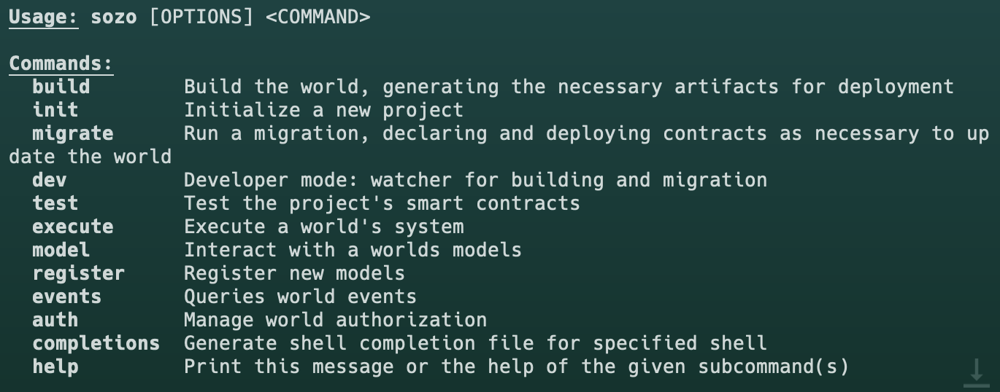 Usage: sozo [OPTIONS] <COMMAND>
Commands:
build Build the world, generating the necessary artifacts for deployment
init Initialize a new project
migrate Run a migration, declaring and deploying contracts as necessary to up
date the world
dev Developer mode: watcher for building and migration
test Test the project's smart contracts
execute Execute a world's system
model Interact with a worlds models
register Register new models
events Queries world events
auth Manage world authorization
completions Generate shell completion file for specified shell
help Print this message or the help of the given subcommand(s)